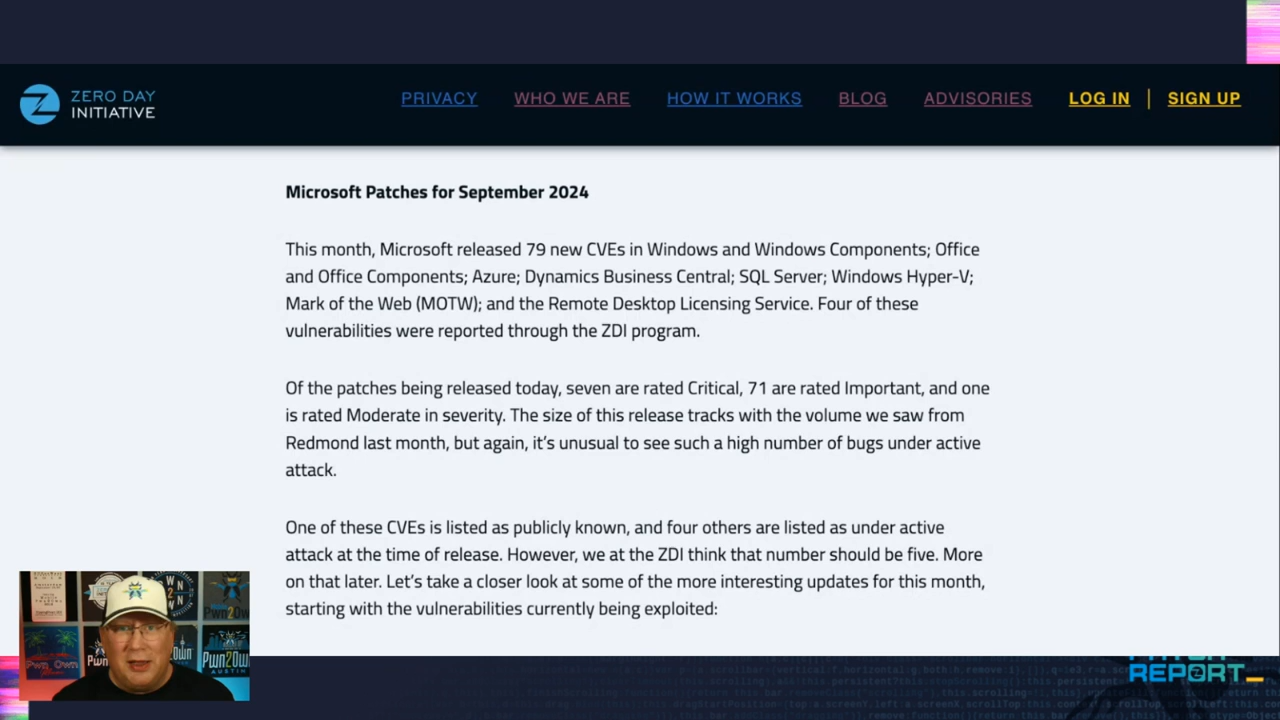 ZERO DAY
INITIATIVE
PRIVACY
WHO WE ARE
HOW IT WORKS
BLOG
ADVISORIES
LOG IN
SIGN UP
Microsoft Patches for September 2024
This month, Microsoft released 79 new CVEs in Windows and Windows Components; Office
and Office Components; Azure; Dynamics Business Central; SQL Server; Windows Hyper-V;
Mark of the Web (MOTW); and the Remote Desktop Licensing Service. Four of these
vulnerabilities were reported through the ZDI program.
Of the patches being released today, seven are rated Critical, 71 are rated Important, and one
is rated Moderate in severity. The size of this release tracks with the volume we saw from
Redmond last month, but again, it’s unusual to see such a high number of bugs under active
attack.
One of these CVEs is listed as publicly known, and four others are listed as under active
attack at the time of release. However, we at the ZDI think that number should be five. More
on that later. Let’s take a closer look at some of the more interesting updates for this month,
starting with the vulnerabilities currently being exploited:
Pwn Own
Pwn2Own
AUSTIN
REPORT_